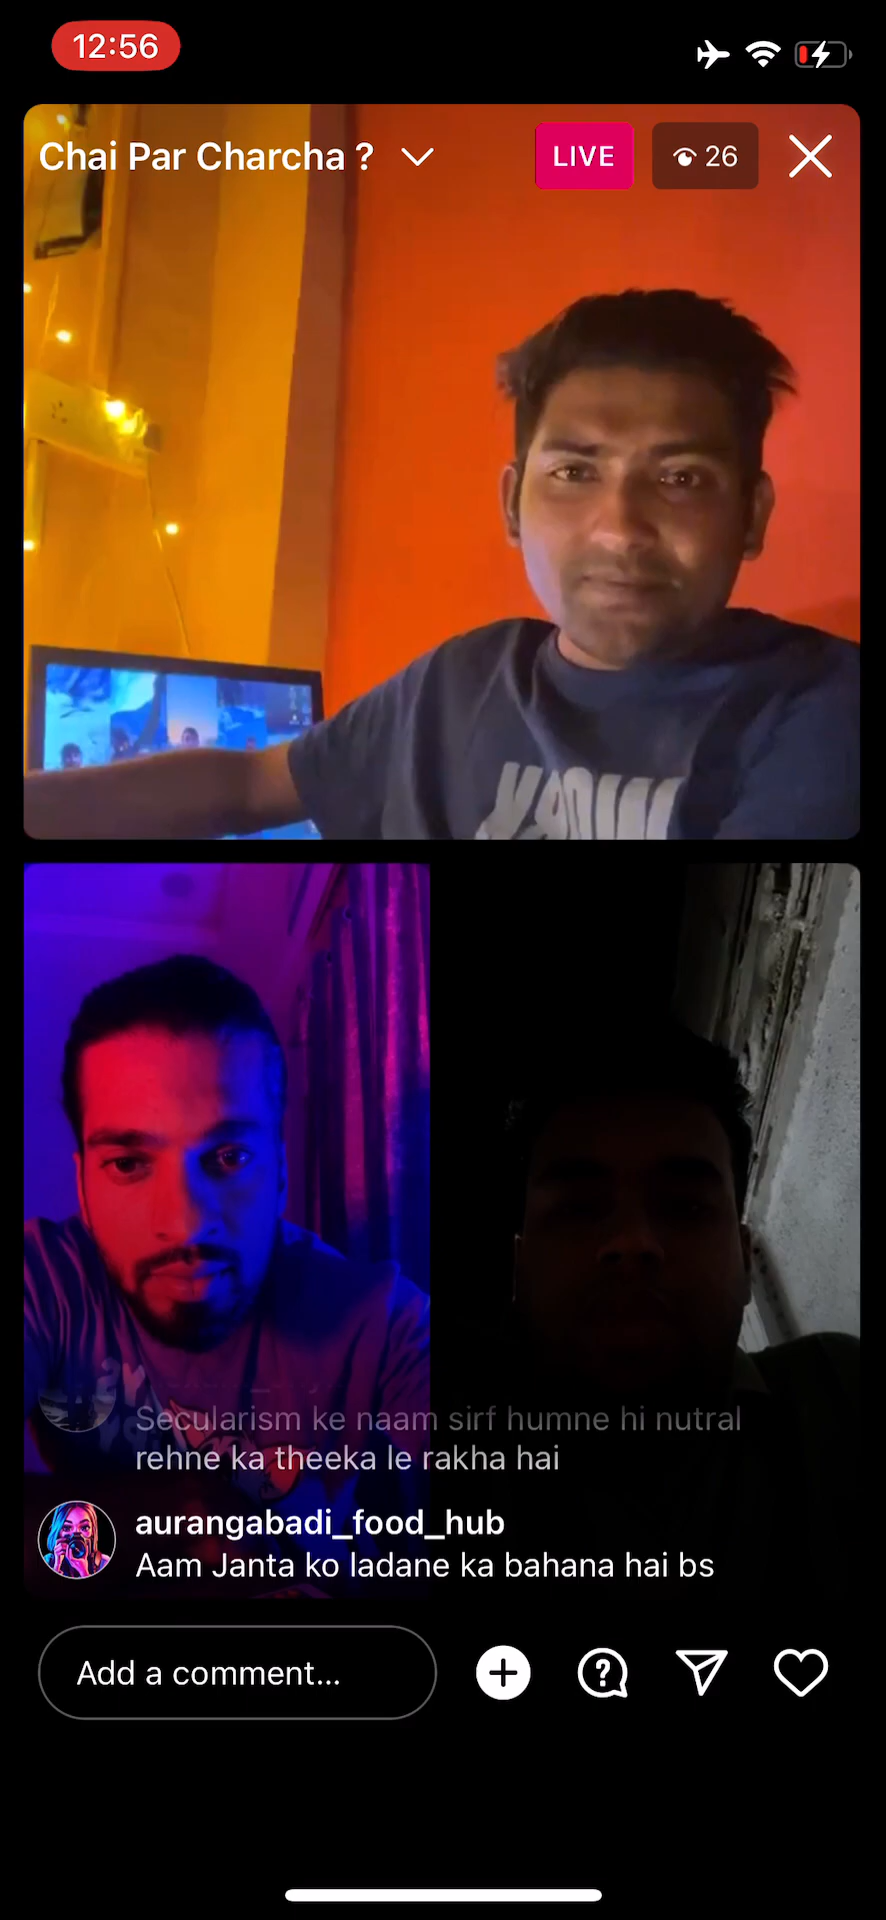 12:56
Chai Par Charcha ?
LIVE
26
Secularism ke naam sirf humne hi nutral
rehne ka theeka le rakha hai
aurangabadi_food_hub
Aam Janta ko ladane ka bahana hai bs
Add a comment...